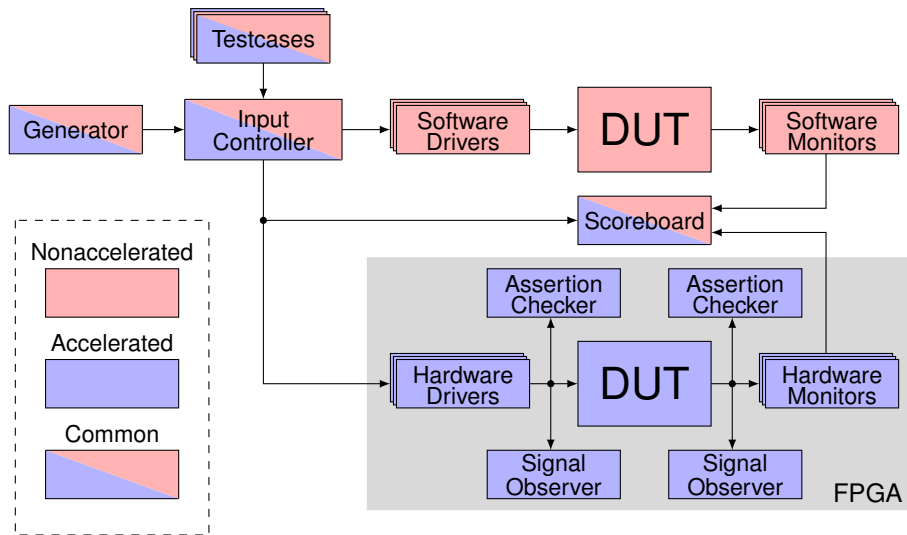 Testcases
Generator
Input
Controller
Software
Drivers
DUT
Software
Monitors
Scoreboard
Nonaccelerated
Accelerated
Common
Assertion
Checker
Assertion
Checker
Hardware
Drivers
DUT
Hardware
Monitors
Signal
Observer
Signal
Observer
FPGA